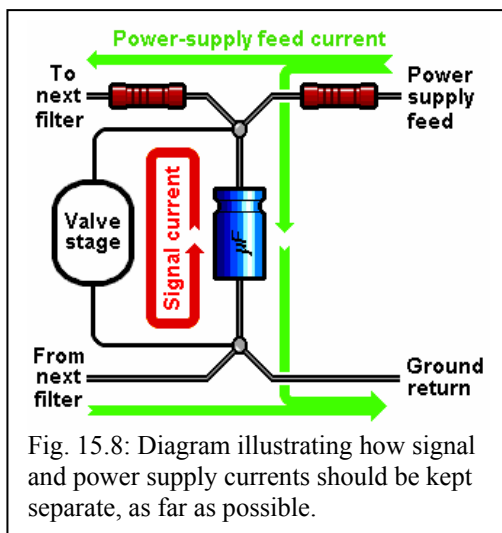 Power-supply feed current
To
next
filter
Power
supply
feed
Valve
stage
Signal current
µF
From
next
filter
Ground
return
Fig. 15.8: Diagram illustrating how signal
and power supply currents should be kept
separate, as far as possible.